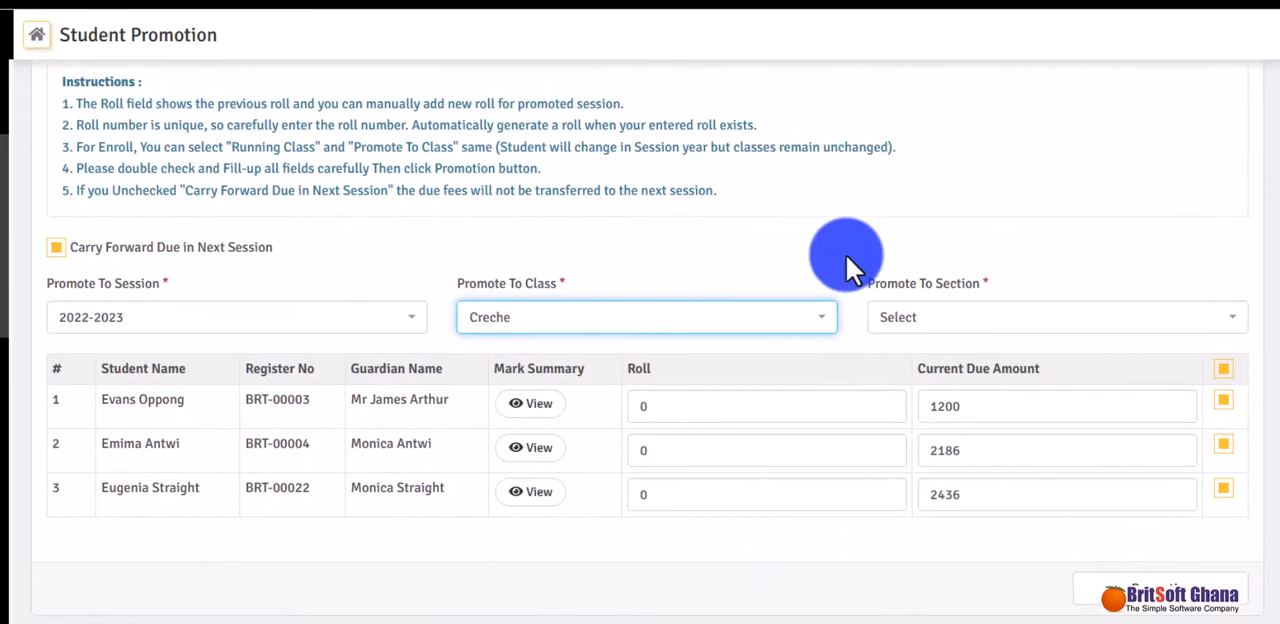 Student Promotion
Instructions :
1. The Roll field shows the previous roll and you can manually add new roll for promoted session.
2. Roll number is unique, so carefully enter the roll number. Automatically generate a roll when your entered roll exists.
3. For Enroll, You can select "Running Class" and "Promote To Class" same (Student will change in Session year but classes remain unchanged).
4. Please double check and Fill-up all fields carefully Then click Promotion button.
5. If you Unchecked "Carry Forward Due in Next Session" the due fees will not be transferred to the next session.
Carry Forward Due in Next Session
Promote To Session * Promote To Class * Promote To Section *
2022-2023 Creche Select
# Student Name Register No Guardian Name Mark Summary Roll Current Due Amount
1 Evans Oppong BRT-00003 Mr James Arthur View 0 1200
2 Emima Antwi BRT-00004 Monica Antwi View 0 2186
3 Eugenia Straight BRT-00022 Monica Straight View 0 2436
BritSoft Ghana
The Simple Software Company